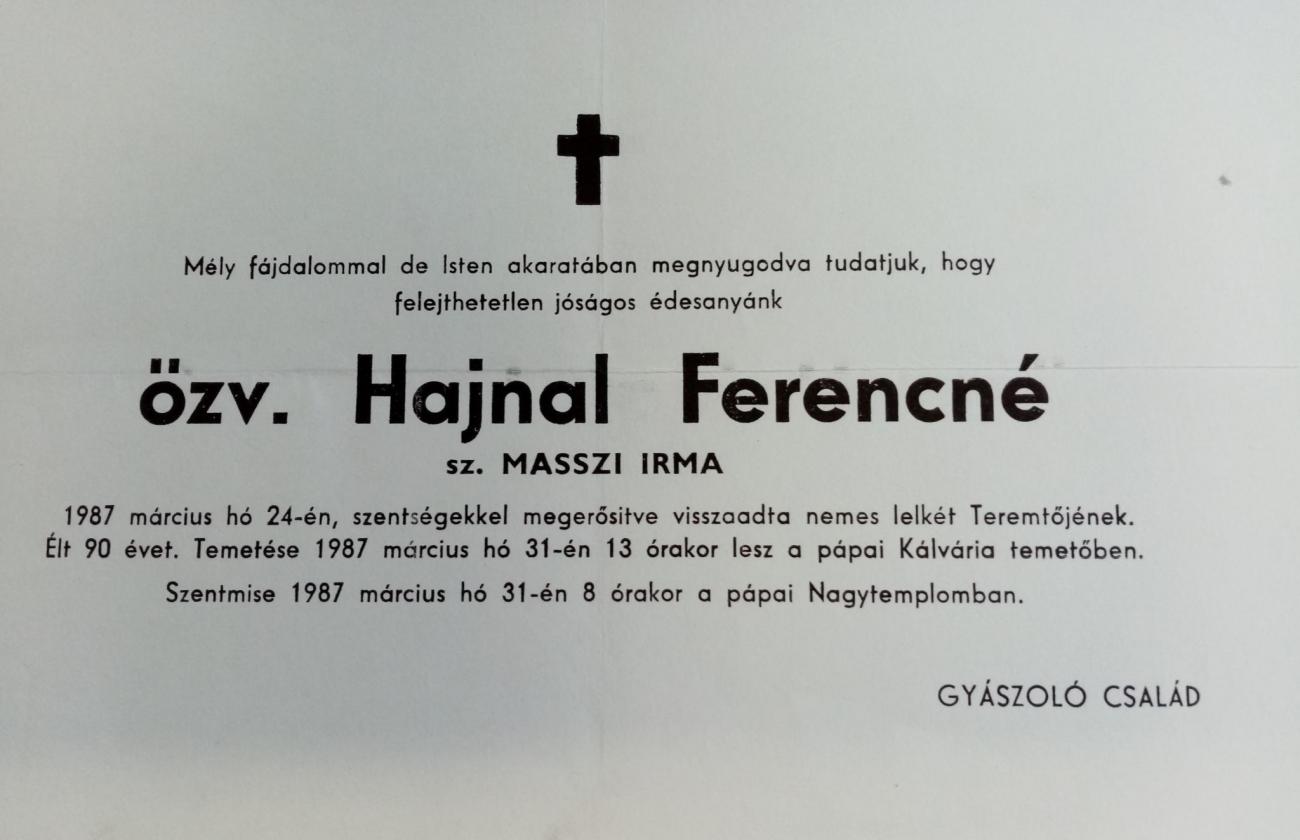 Mély fájdalommal de Isten akaratában megnyugodva tudatjuk, hogy
felejthetetlen jóságos édesanyánk
özv. Hajnal Ferencné
sz. MASSZI IRMA
1987 március hó 24-én, szentségekkel megerősitve visszaadta nemes lelkét Teremtőjének.
Élt 90 évet. Temetése 1987 március hó 31-én 13 órakor lesz a pápai Kálvária temetőben.
Szentmise 1987 március hó 31-én 8 órakor a pápai Nagytemplomban.
GYÁSZOLÓ CSALÁD